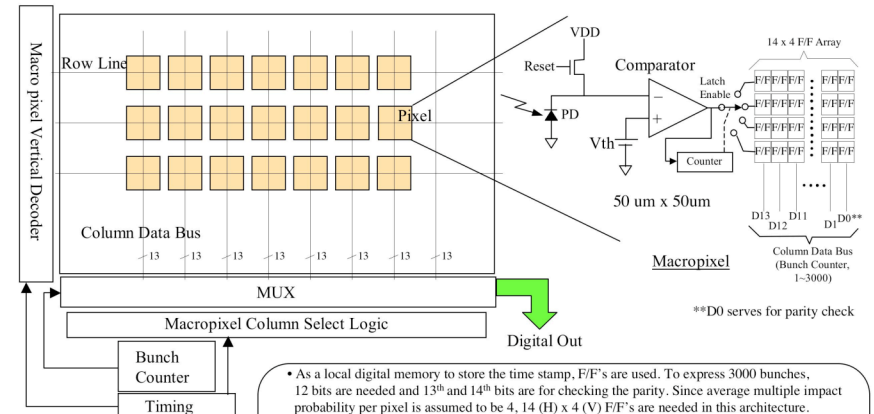 Macro pixel Vertical Decoder
Row Line
Pixel
Column Data Bus
13 13 13 13 13 13 13 13
MUX
Macropixel Column Select Logic
Bunch
Counter
Timing
Digital Out
VDD
Reset
Comparator
PD
Vth
−
+
Counter
Latch
Enable
50 um x 50um
Macropixel
14 x 4 F/F Array
F/F F/F F/F F/F F/F F/F
F/F F/F F/F F/F F/F F/F
F/F F/F F/F F/F F/F F/F
F/F F/F F/F F/F F/F F/F
D13 D12 D11 D1 D0**
Column Data Bus
(Bunch Counter,
1~3000)
**D0 serves for parity check
• As a local digital memory to store the time stamp, F/F's are used. To express 3000 bunches,
12 bits are needed and 13th and 14th bits are for checking the parity. Since average multiple impact
probability per pixel is assumed to be 4, 14 (H) x 4 (V) F/F's are needed in this architecture.